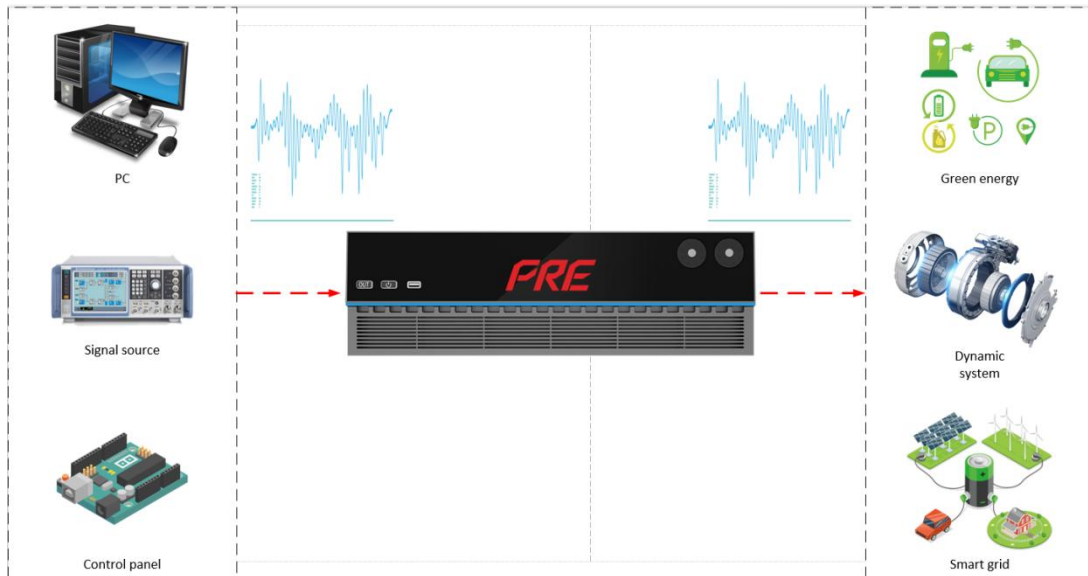 PC
Signal source
Control panel
PRE
Green energy
P
Dynamic
system
Smart grid